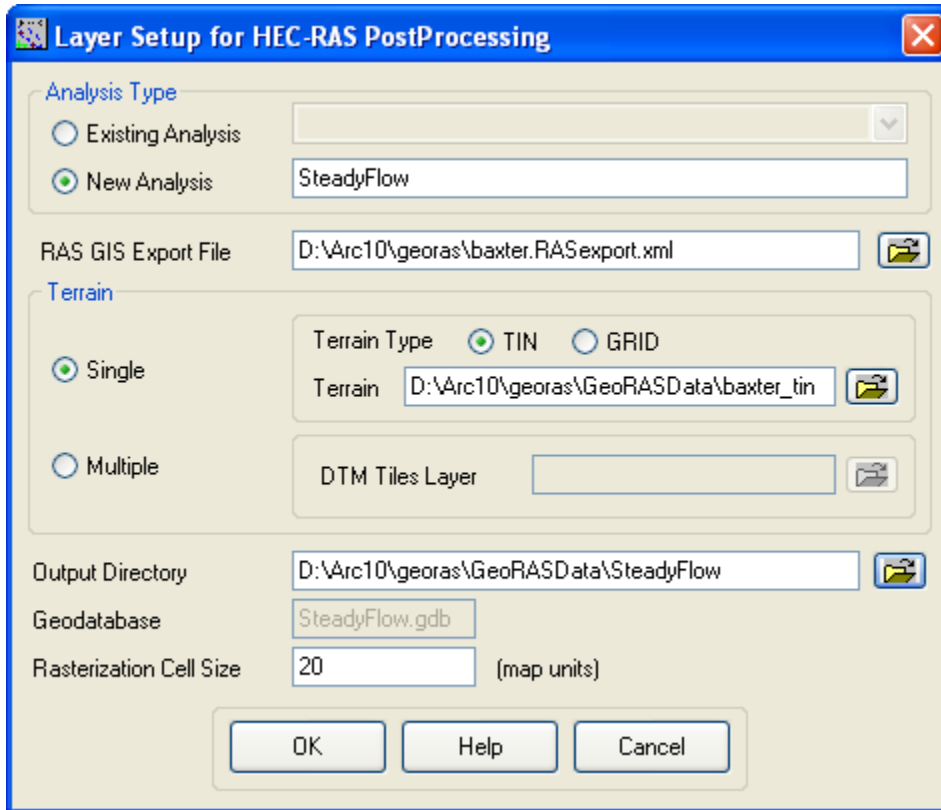 Layer Setup for HEC-RAS PostProcessing
Analysis Type
Existing Analysis
New Analysis SteadyFlow
RAS GIS Export File D:\Arc10\georas\baxter.RASexport.xml
Terrain
Single
Terrain Type TIN GRID
Terrain D:\Arc10\georas\GeoRASData\baxter_tin
Multiple
DTM Tiles Layer
Output Directory D:\Arc10\georas\GeoRASData\SteadyFlow
Geodatabase SteadyFlow.gdb
Rasterization Cell Size 20 (map units)
OK Help Cancel